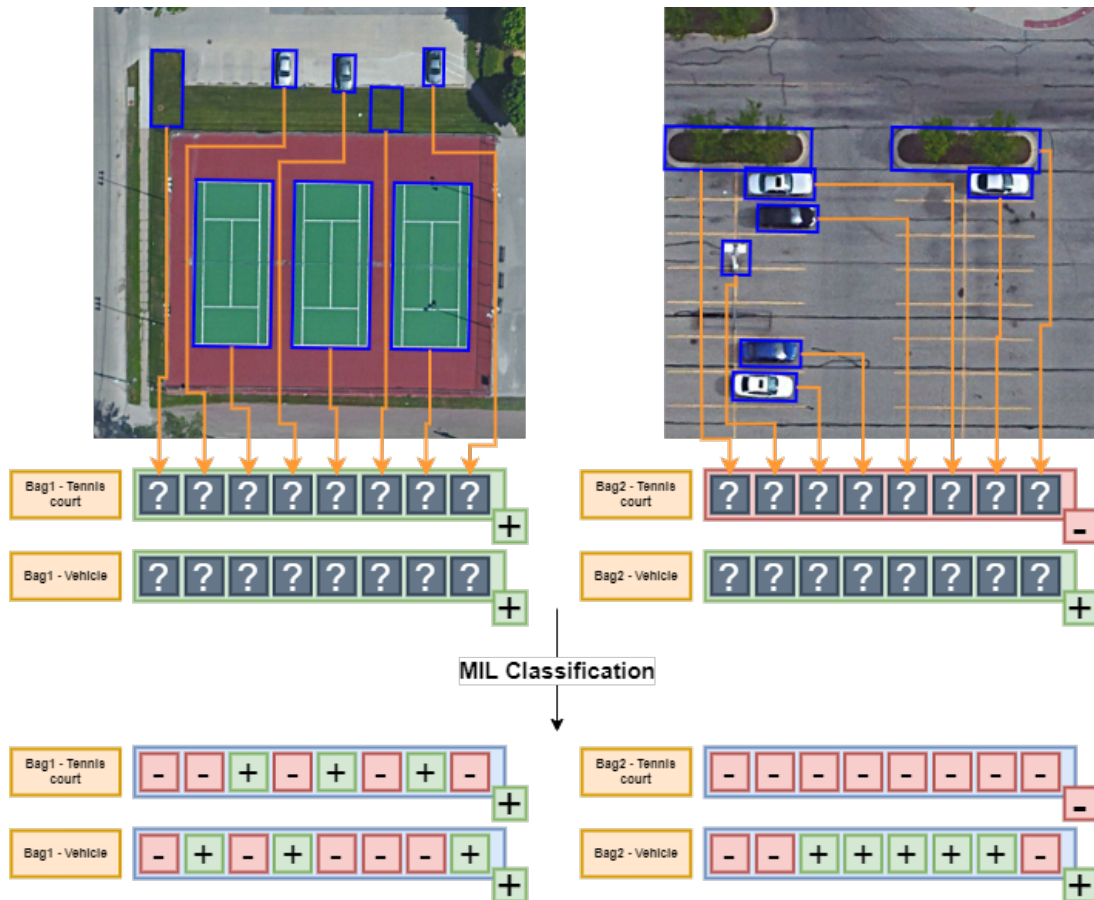 Bag1 - Tennis
court
? ? ? ? ? ? ? ?
+
Bag2 - Tennis
court
? ? ? ? ? ? ? ?
-
Bag1 - Vehicle
? ? ? ? ? ? ? ?
+
Bag2 - Vehicle
? ? ? ? ? ? ? ?
+
MIL Classification
Bag1 - Tennis
court
- - + - + - + -
+
Bag2 - Tennis
court
- - - - - - - -
-
Bag1 - Vehicle
- + - + - - - +
+
Bag2 - Vehicle
- - + + + + + -
+